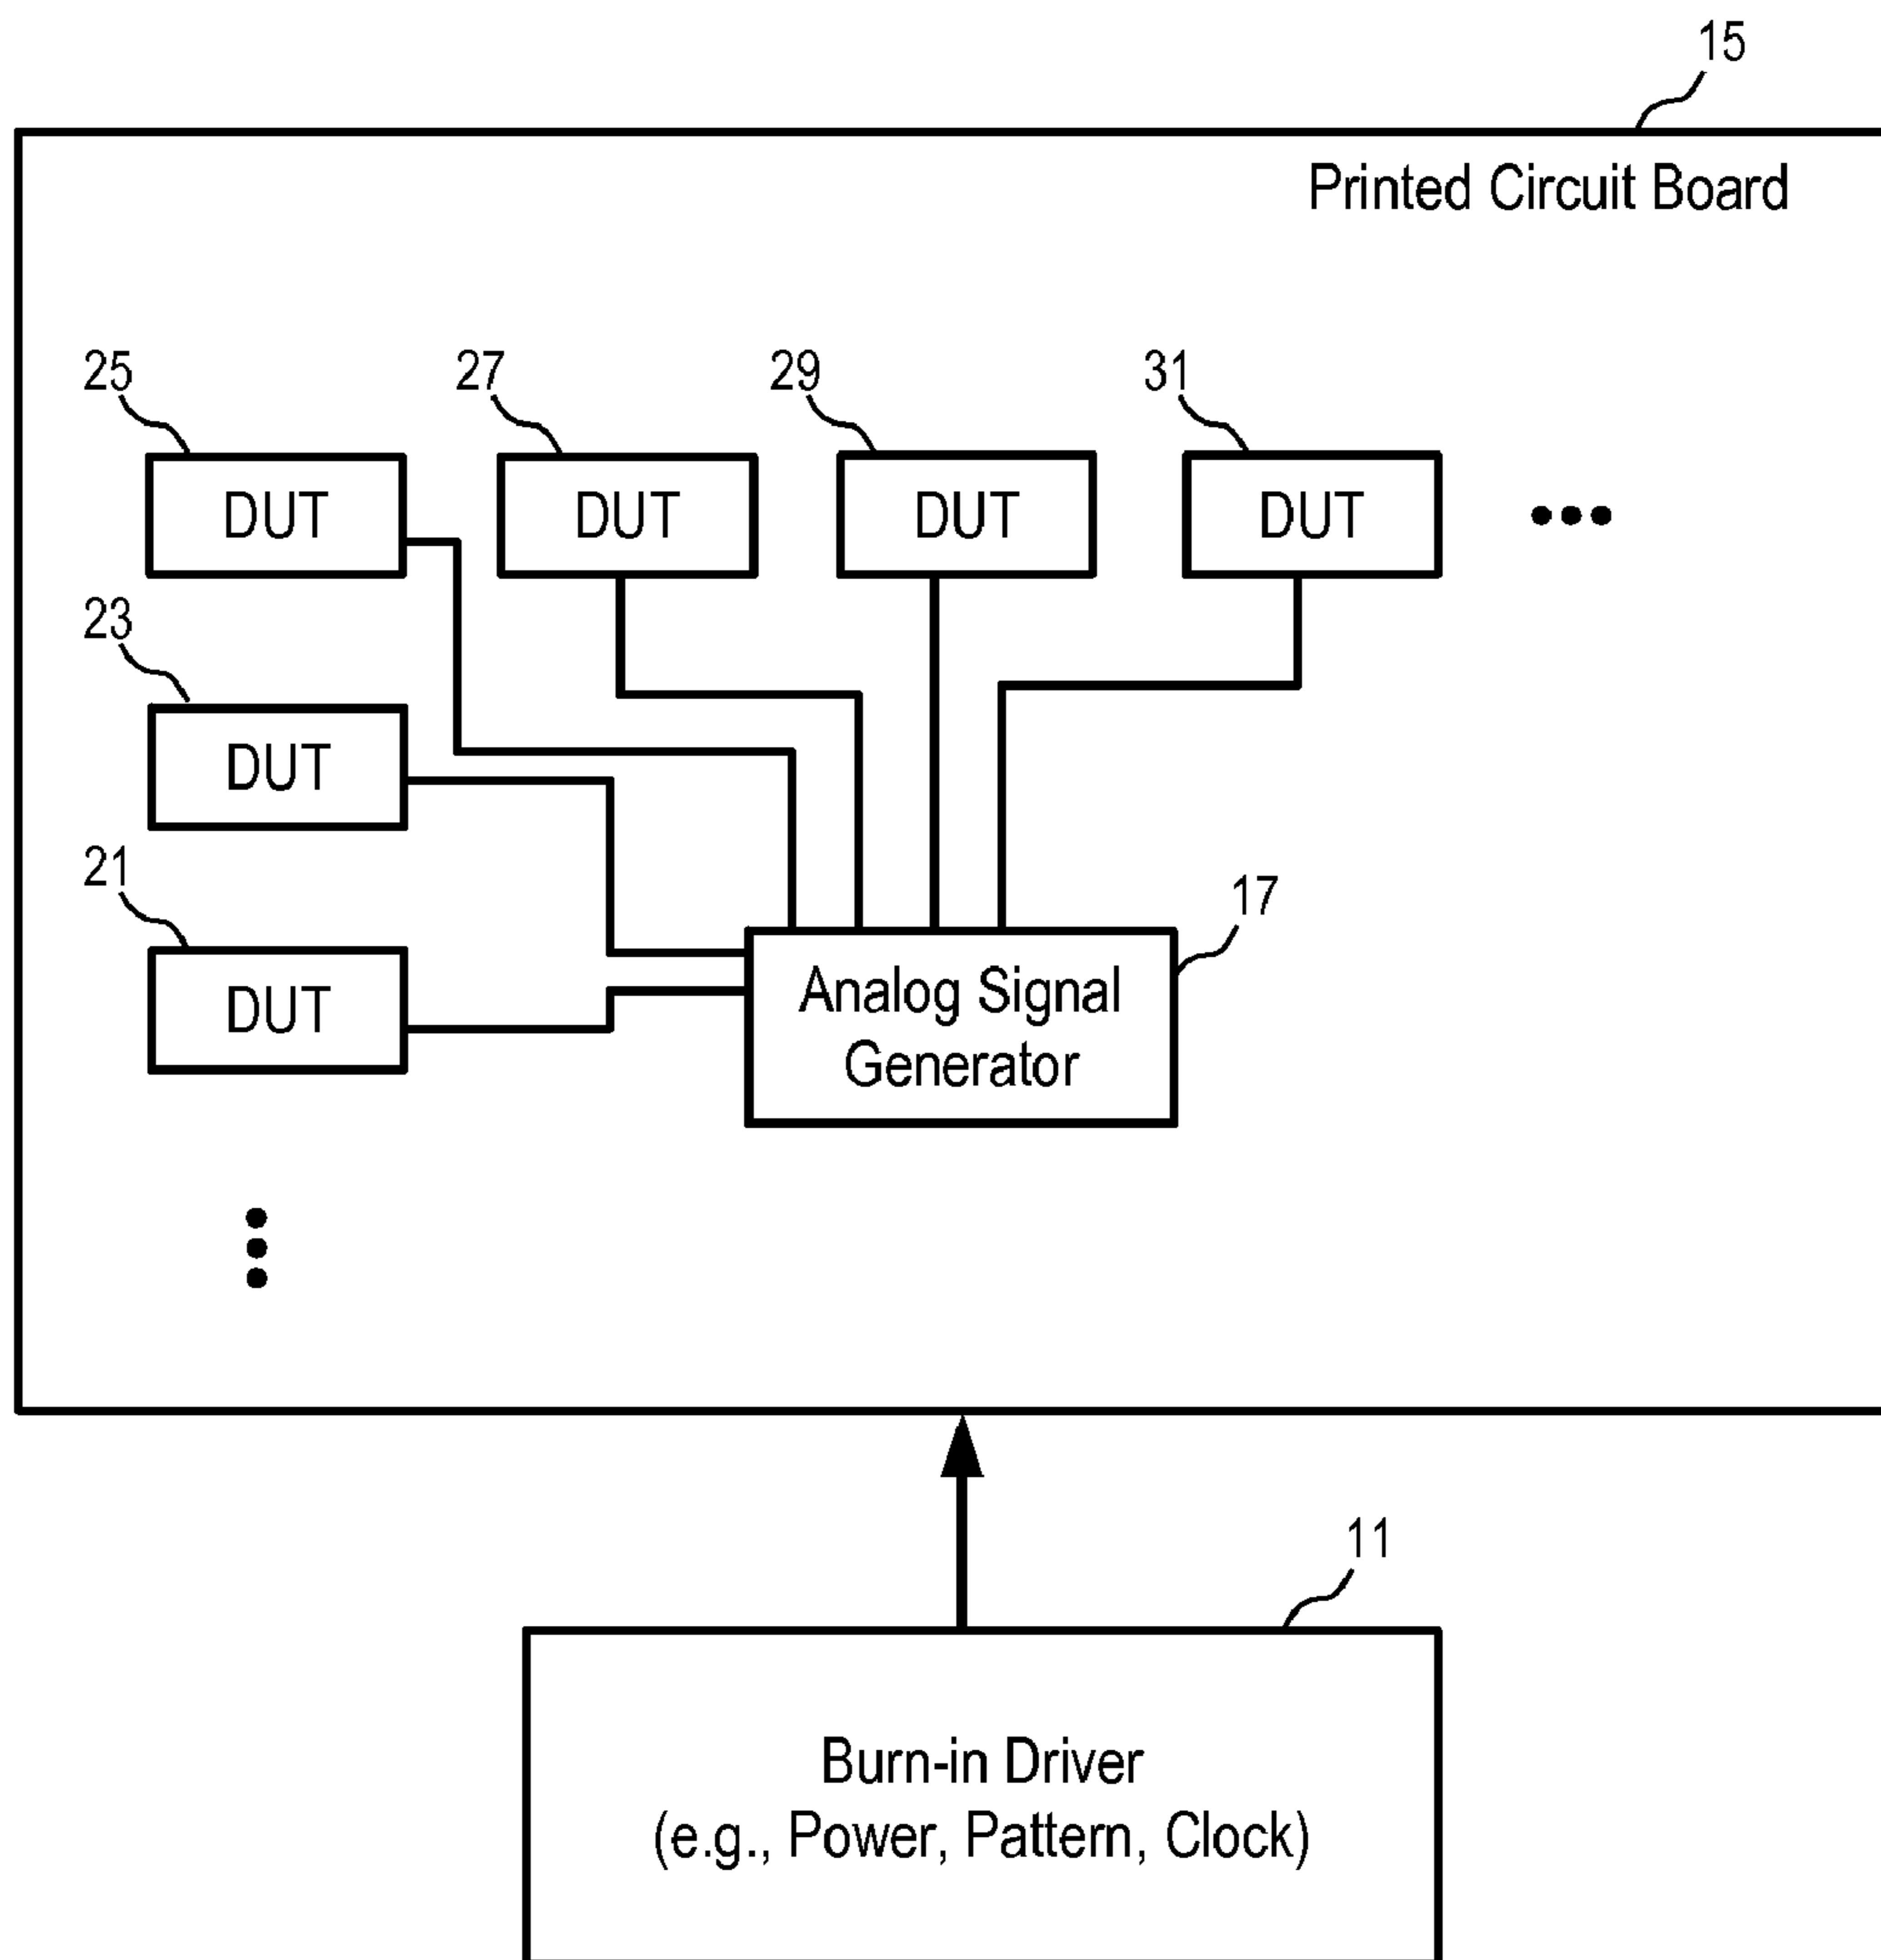 15
Printed Circuit Board
25
27
29
31
DUT
DUT
DUT
DUT
23
DUT
21
DUT
17
Analog Signal
Generator
11
Burn-in Driver
(e.g., Power, Pattern, Clock)